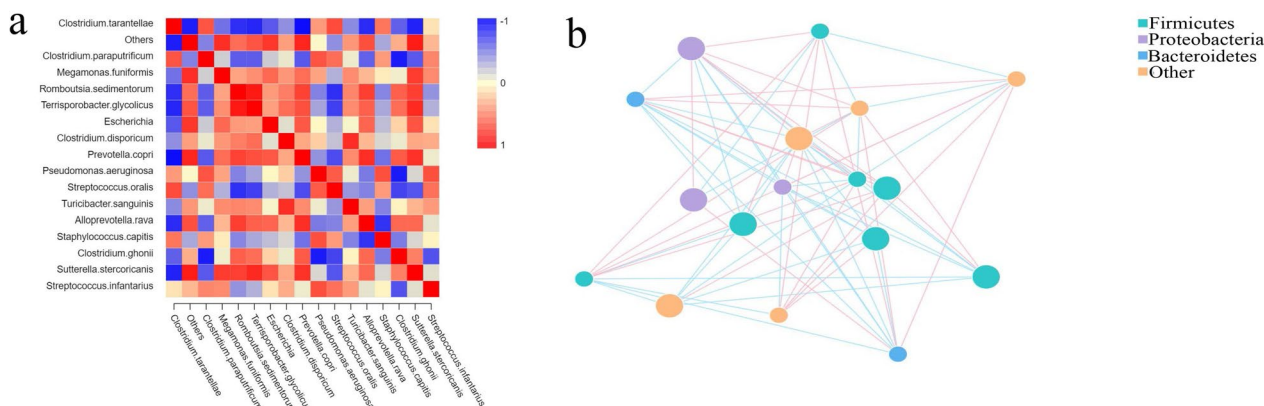 a
Clostridium.tarantellae
Others
Clostridium.paraputrificum
Megamonas.funiformis
Romboutsia.sedimentorum
Terrisporobacter.glycolicus
Escherichia
Clostridium.disporicum
Prevotella.copri
Pseudomonas.aeruginosa
Streptococcus.oralis
Turicibacter.sanguinis
Alloprevotella.rava
Staphylococcus.capitis
Clostridium.ghonii
Sutterella.stercoricanis
Streptococcus.infantarius
Clostridium.tarantellae
Others
Clostridium.paraputrificum
Megamonas.funiformis
Romboutsia.sedimentorum
Terrisporobacter.glycolicus
Escherichia
Clostridium.disporicum
Prevotella.copri
Pseudomonas.aeruginosa
Streptococcus.oralis
Turicibacter.sanguinis
Alloprevotella.rava
Staphylococcus.capitis
Clostridium.ghonii
Sutterella.stercoricanis
Streptococcus.infantarius
-1
0
1
b
Firmicutes
Proteobacteria
Bacteroidetes
Other